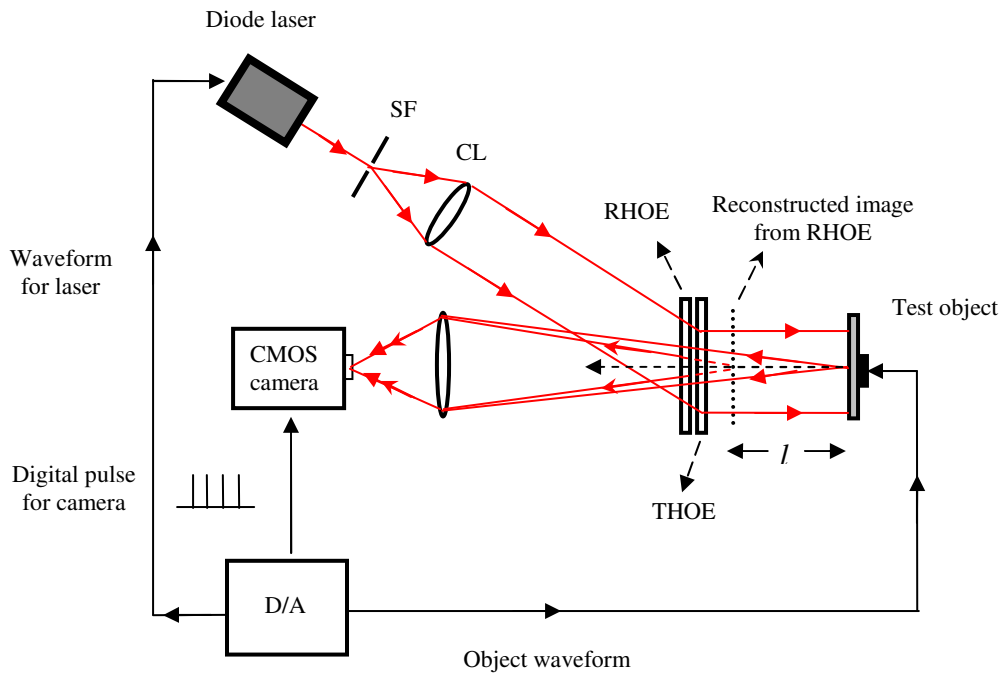 Diode laser
SF
CL
RHOE
Reconstructed image
from RHOE
Waveform
for laser
Test object
CMOS
camera
l
Digital pulse
for camera
THOE
D/A
Object waveform